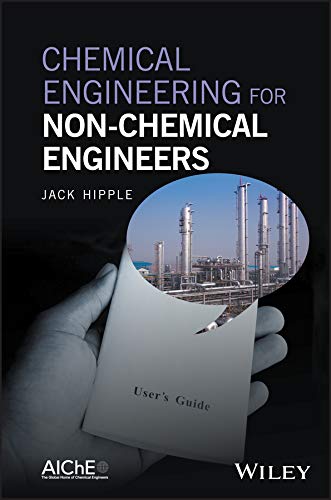 CHEMICAL
ENGINEERING FOR
NON-CHEMICAL
ENGINEERS
JACK HIPPLE
User's Guide
AIChE
The Global Home of Chemical Engineers
WILEY